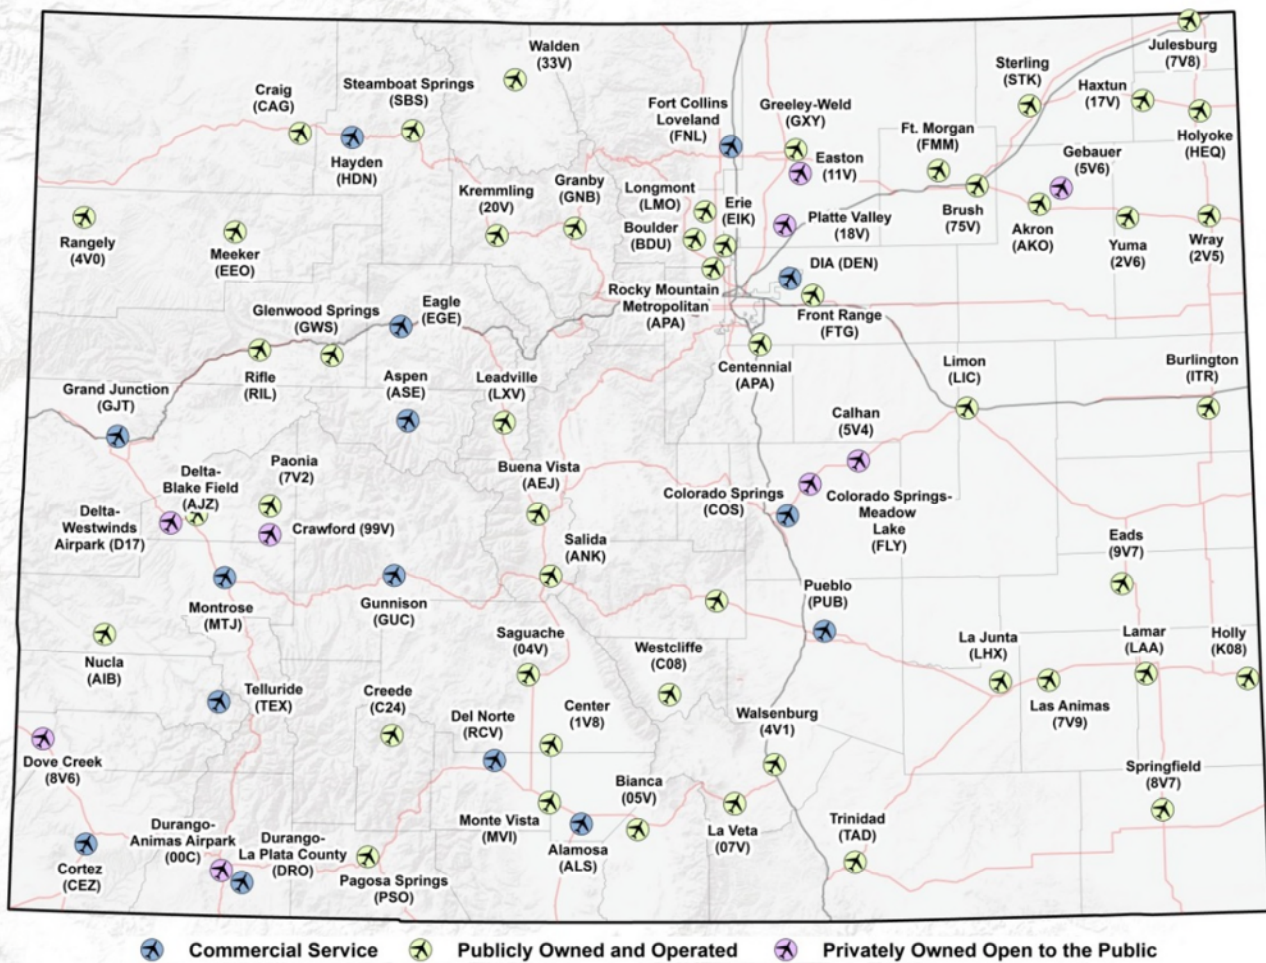 Walden
(33V)
Julesburg
(7V8)
Sterling
(STK)
Haxtun
(17V)
Craig
(CAG)
Steamboat Springs
(SBS)
Fort Collins
Loveland
(FNL)
Greeley-Weld
(GXY)
Ft. Morgan
(FMM)
Holyoke
(HEQ)
Hayden
(HDN)
Gebauer
(5V6)
Easton
(11V)
Kremmling
(20V)
Granby
(GNB)
Longmont
(LMO)
Erie
(EIK)
Boulder
(BDU)
Platte Valley
(18V)
Brush
(75V)
Akron
(AKO)
Yuma
(2V6)
Wray
(2V5)
Rangely
(4V0)
Meeker
(EEO)
DIA (DEN)
Rocky Mountain
Metropolitan
(APA)
Front Range
(FTG)
Glenwood Springs
(GWS)
Eagle
(EGE)
Centennial
(APA)
Limon
(LIC)
Burlington
(ITR)
Grand Junction
(GJT)
Rifle
(RIL)
Aspen
(ASE)
Leadville
(LXV)
Calhan
(5V4)
Delta-
Blake Field
(AJZ)
Paonia
(7V2)
Buena Vista
(AEJ)
Colorado Springs
(COS)
Colorado Springs-
Meadow
Lake
(FLY)
Delta-
Westwinds
Airpark (D17)
Crawford (99V)
Salida
(ANK)
Eads
(9V7)
Montrose
(MTJ)
Gunnison
(GUC)
Pueblo
(PUB)
Saguache
(04V)
Westcliffe
(C08)
La Junta
(LHX)
Lamar
(LAA)
Holly
(K08)
Nucla
(AIB)
Telluride
(TEX)
Creede
(C24)
Del Norte
(RCV)
Center
(1V8)
Walsenburg
(4V1)
Las Animas
(7V9)
Dove Creek
(8V6)
Bianca
(05V)
Springfield
(8V7)
Durango-
Animas Airpark
(00C)
Durango-
La Plata County
(DRO)
Monte Vista
(MVI)
Alamosa
(ALS)
La Veta
(07V)
Trinidad
(TAD)
Cortez
(CEZ)
Pagosa Springs
(PSO)
Commercial Service
Publicly Owned and Operated
Privately Owned Open to the Public